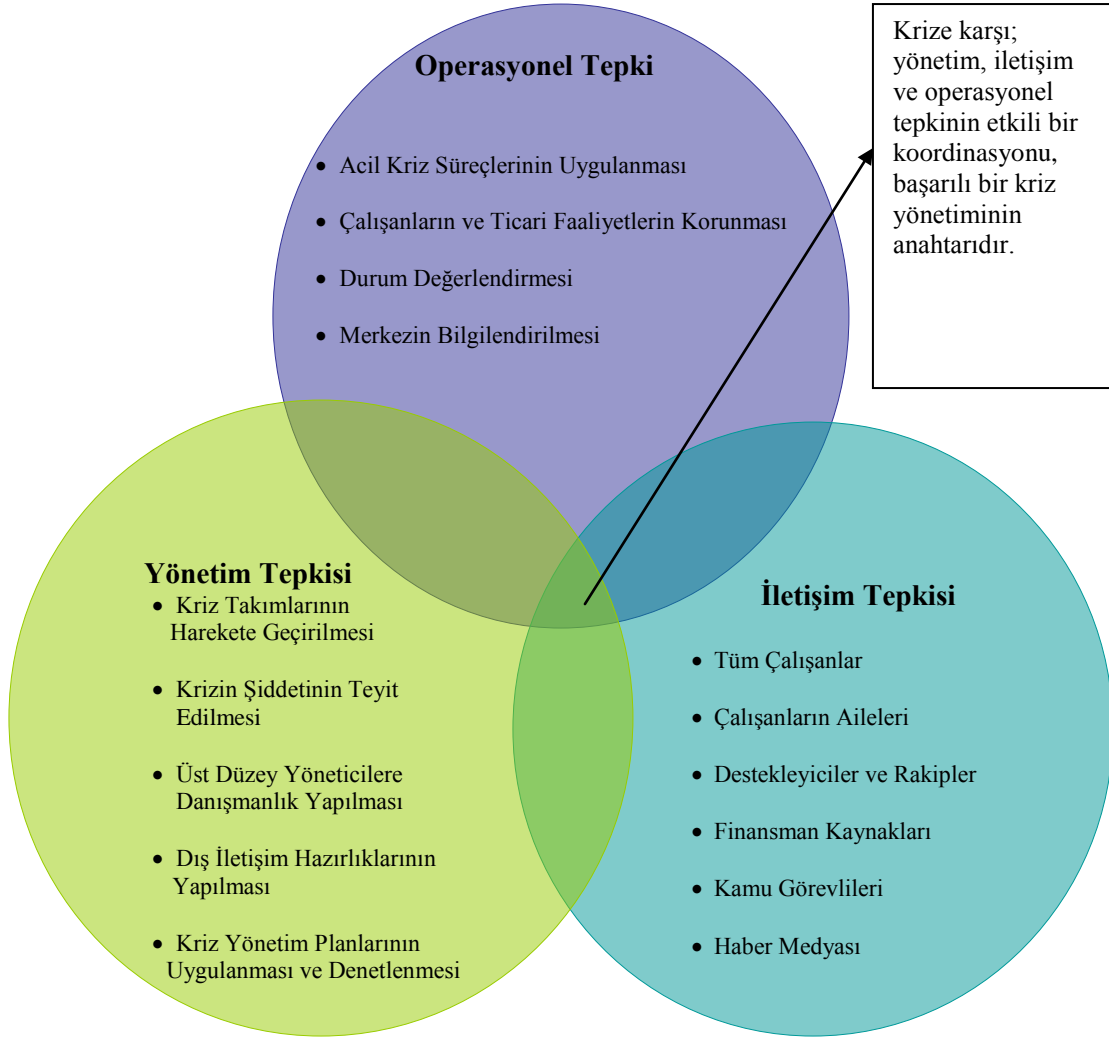 Operasyonel Tepki
• Acil Kriz Süreçlerinin Uygulanması
• Çalışanların ve Ticari Faaliyetlerin Korunması
• Durum Değerlendirmesi
• Merkezin Bilgilendirilmesi
Krize karşı;
yönetim, iletişim
ve operasyonel
tepkinin etkili bir
koordinasyonu,
başarılı bir kriz
yönetiminin
anahtarıdır.
Yönetim Tepkisi
• Kriz Takımlarının
Harekete Geçirilmesi
• Krizin Şiddetinin Teyit
Edilmesi
• Üst Düzey Yöneticilere
Danışmanlık Yapılması
• Dış İletişim Hazırlıklarının
Yapılması
• Kriz Yönetim Planlarının
Uygulanması ve Denetlenmesi
İletişim Tepkisi
• Tüm Çalışanlar
• Çalışanların Aileleri
• Destekleyiciler ve Rakipler
• Finansman Kaynakları
• Kamu Görevlileri
• Haber Medyası